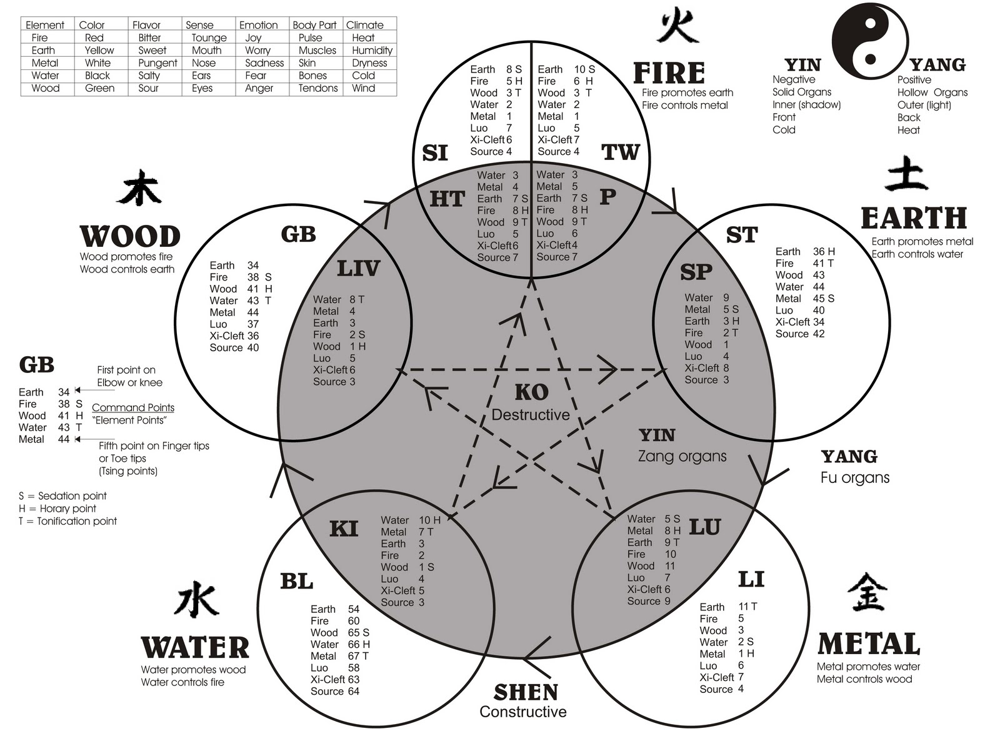 Element Color Flavor Sense Emotion Body Part Climate
Fire Red Bitter Tounge Joy Pulse Heat
Earth Yellow Sweet Mouth Worry Muscles Humidity
Metal White Pungent Nose Sadness Skin Dryness
Water Black Salty Ears Fear Bones Cold
Wood Green Sour Eyes Anger Tendons Wind
火
FIRE
Fire promotes earth
Fire controls metal
YIN
Negative
Solid Organs
Inner (shadow)
Front
Cold
YANG
Positive
Hollow Organs
Outer (light)
Back
Heat
SI
Earth 8 S
Fire 5 H
Wood 3 T
Water 2
Metal 1
Luo 7
Xi-Cleft 6
Source 4
TW
Earth 10 S
Fire 6 H
Wood 3 T
Water 2
Metal 1
Luo 5
Xi-Cleft 7
Source 4
HT
Water 3
Metal 4
Earth 7 S
Fire 8 H
Wood 9 T
Luo 5
Xi-Cleft 6
Source 7
P
Water 3
Metal 5
Earth 7 S
Fire 8 H
Wood 9 T
Luo 6
Xi-Cleft 4
Source 7
木
WOOD
Wood promotes fire
Wood controls earth
GB
Earth 34
Fire 38 S
Wood 41 H
Water 43 T
Metal 44
Luo 37
Xi-Cleft 36
Source 40
LIV
Water 8 T
Metal 4
Earth 3
Fire 2 S
Wood 1 H
Luo 5
Xi-Cleft 6
Source 3
土
EARTH
Earth promotes metal
Earth controls water
ST
Earth 36 H
Fire 41 T
Wood 43
Water 44
Metal 45 S
Luo 40
Xi-Cleft 34
Source 42
SP
Water 9
Metal 5 S
Earth 3 H
Fire 2 T
Wood 1
Luo 4
Xi-Cleft 8
Source 3
KO
Destructive
YIN
Zang organs
YANG
Fu organs
GB
Earth 34
Fire 38 S
Wood 41 H
Water 43 T
Metal 44
First point on
Elbow or knee
Command Points
"Element Points"
Fifth point on Finger tips
or Toe tips
(Tsing points)
S = Sedation point
H = Horary point
T = Tonification point
KI
Water 10 H
Metal 7 T
Earth 3
Fire 2
Wood 1 S
Luo 4
Xi-Cleft 5
Source 3
BL
Earth 54
Fire 60
Wood 65 S
Water 66 H
Metal 67 T
Luo 58
Xi-Cleft 63
Source 64
水
WATER
Water promotes wood
Water controls fire
LU
Water 5 S
Metal 8 H
Earth 9 T
Fire 10
Wood 11
Luo 7
Xi-Cleft 6
Source 9
LI
Earth 11 T
Fire 5
Wood 3
Water 2 S
Metal 1 H
Luo 6
Xi-Cleft 7
Source 4
金
METAL
Metal promotes water
Metal controls wood
SHEN
Constructive